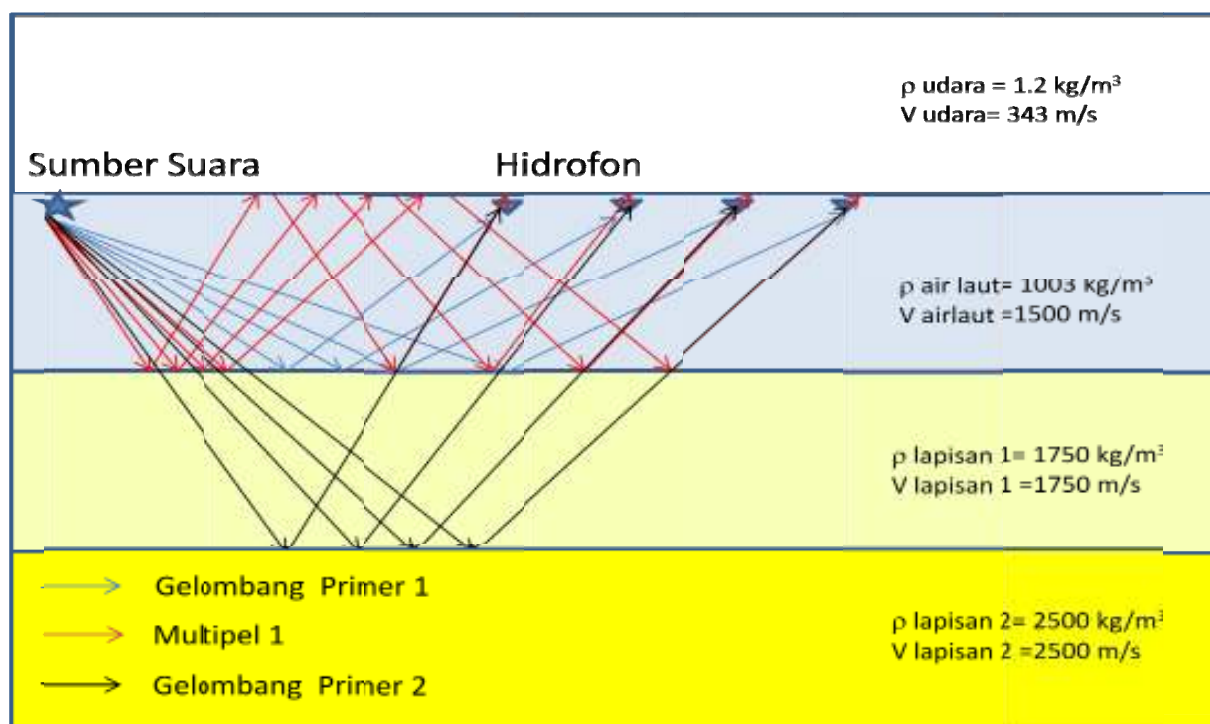 ρ udara = 1.2 kg/m³
V udara= 343 m/s
Sumber Suara
Hidrofon
ρ air laut= 1003 kg/m³
V airlaut =1500 m/s
ρ lapisan 1= 1750 kg/m³
V lapisan 1 =1750 m/s
Gelombang Primer 1
Multipel 1
Gelombang Primer 2
ρ lapisan 2= 2500 kg/m³
V lapisan 2 =2500 m/s